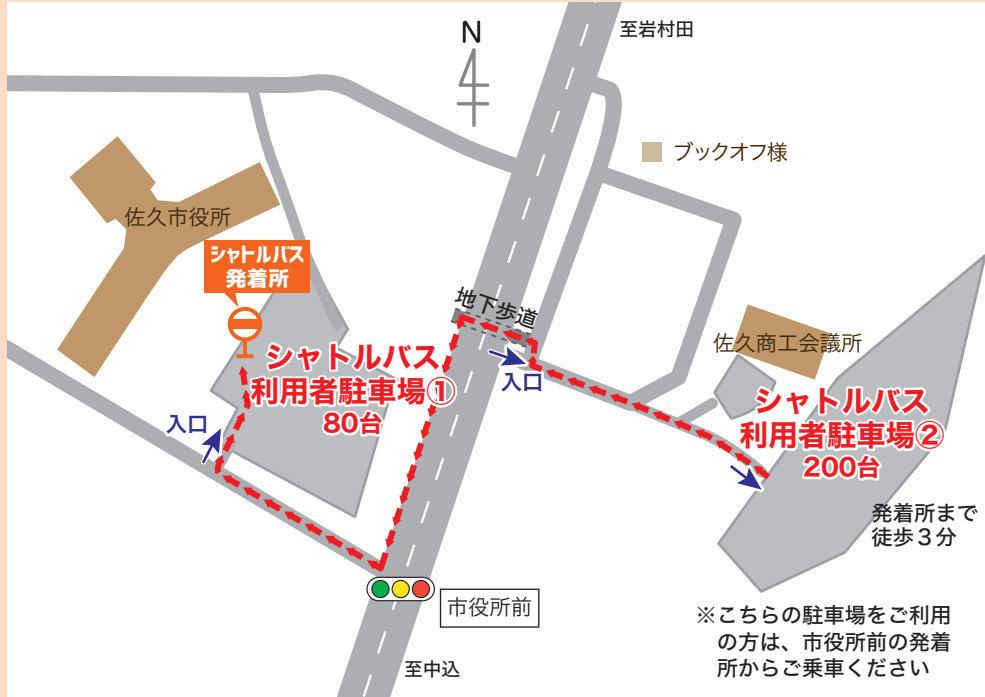 至岩村田
N
ブックオフ様
佐久市役所
シャトルバス
発着所
地下歩道
佐久商工会議所
シャトルバス
利用者駐車場①
80台
入口
入口
シャトルバス
利用者駐車場②
200台
発着所まで
徒歩３分
市役所前
※こちらの駐車場をご利用
の方は、市役所前の発着
所からご乗車ください
至中込